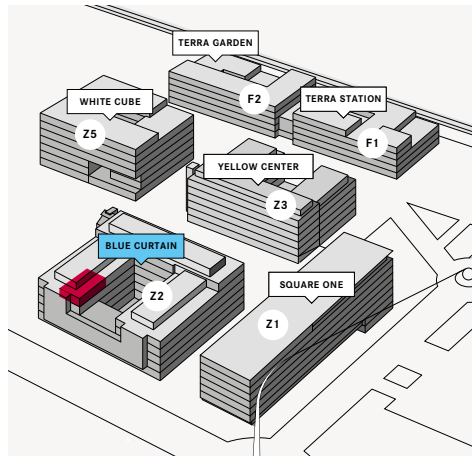 TERRA GARDEN
F2
WHITE CUBE
TERRA STATION
Z5
F1
YELLOW CENTER
Z3
BLUE CURTAIN
Z2
SQUARE ONE
Z1